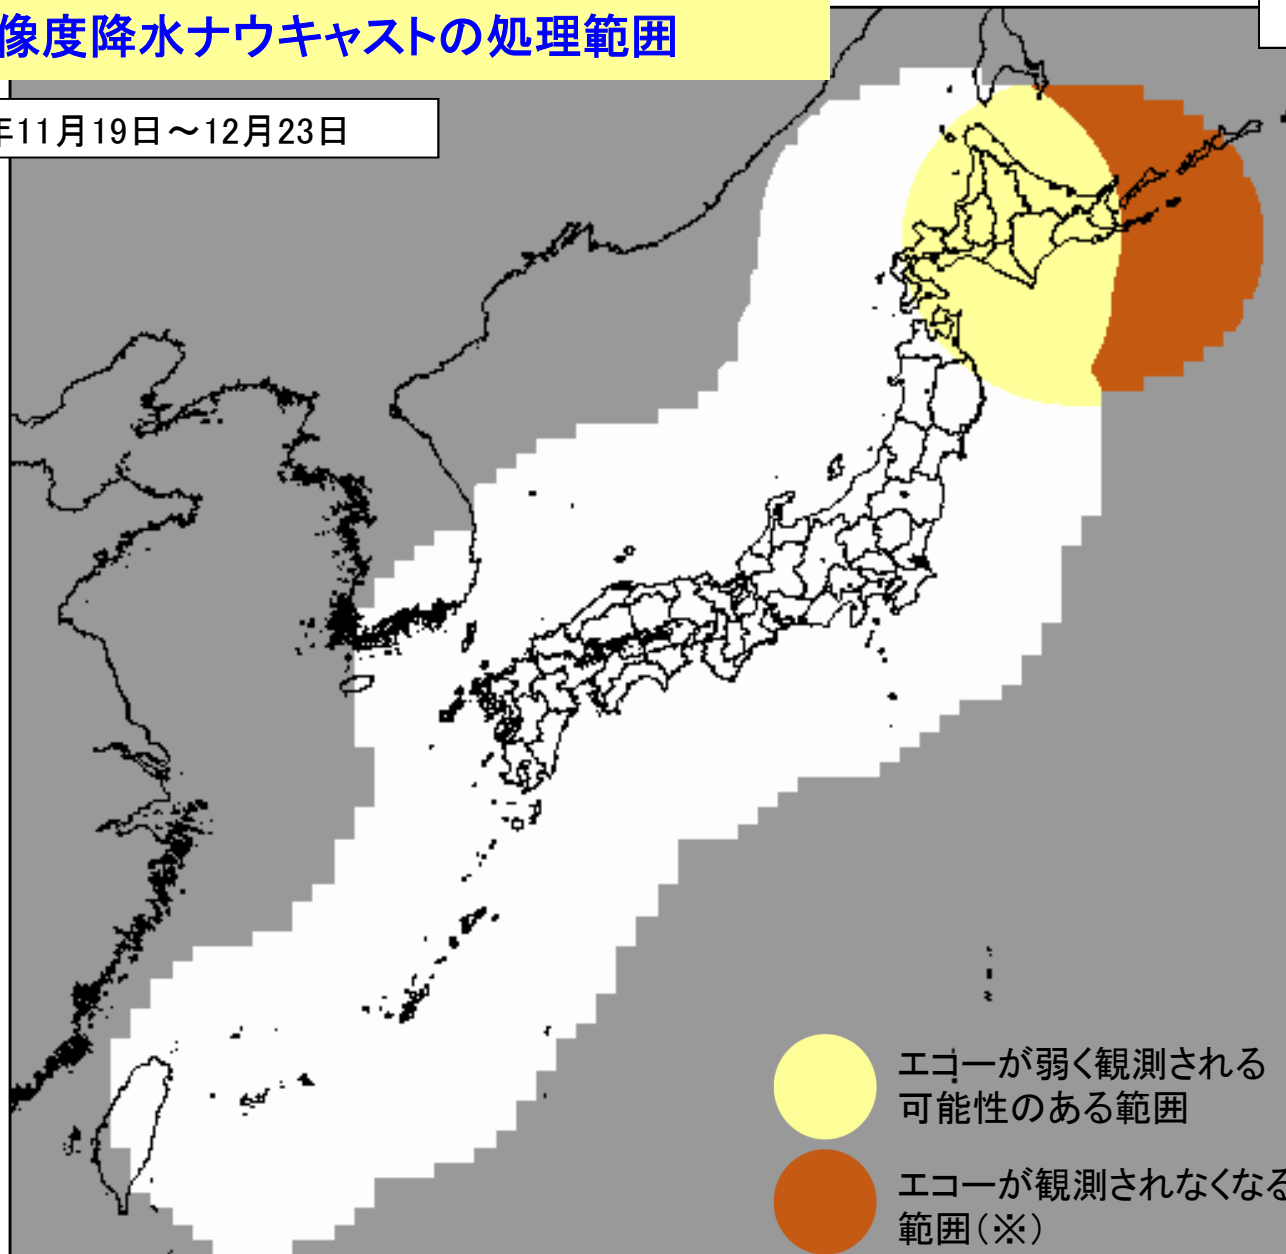 像度降水ナウキャストの処理範囲
年11月19日～12月23日
エコーが弱く観測される
可能性のある範囲
エコーが観測されなくなる
範囲(※)